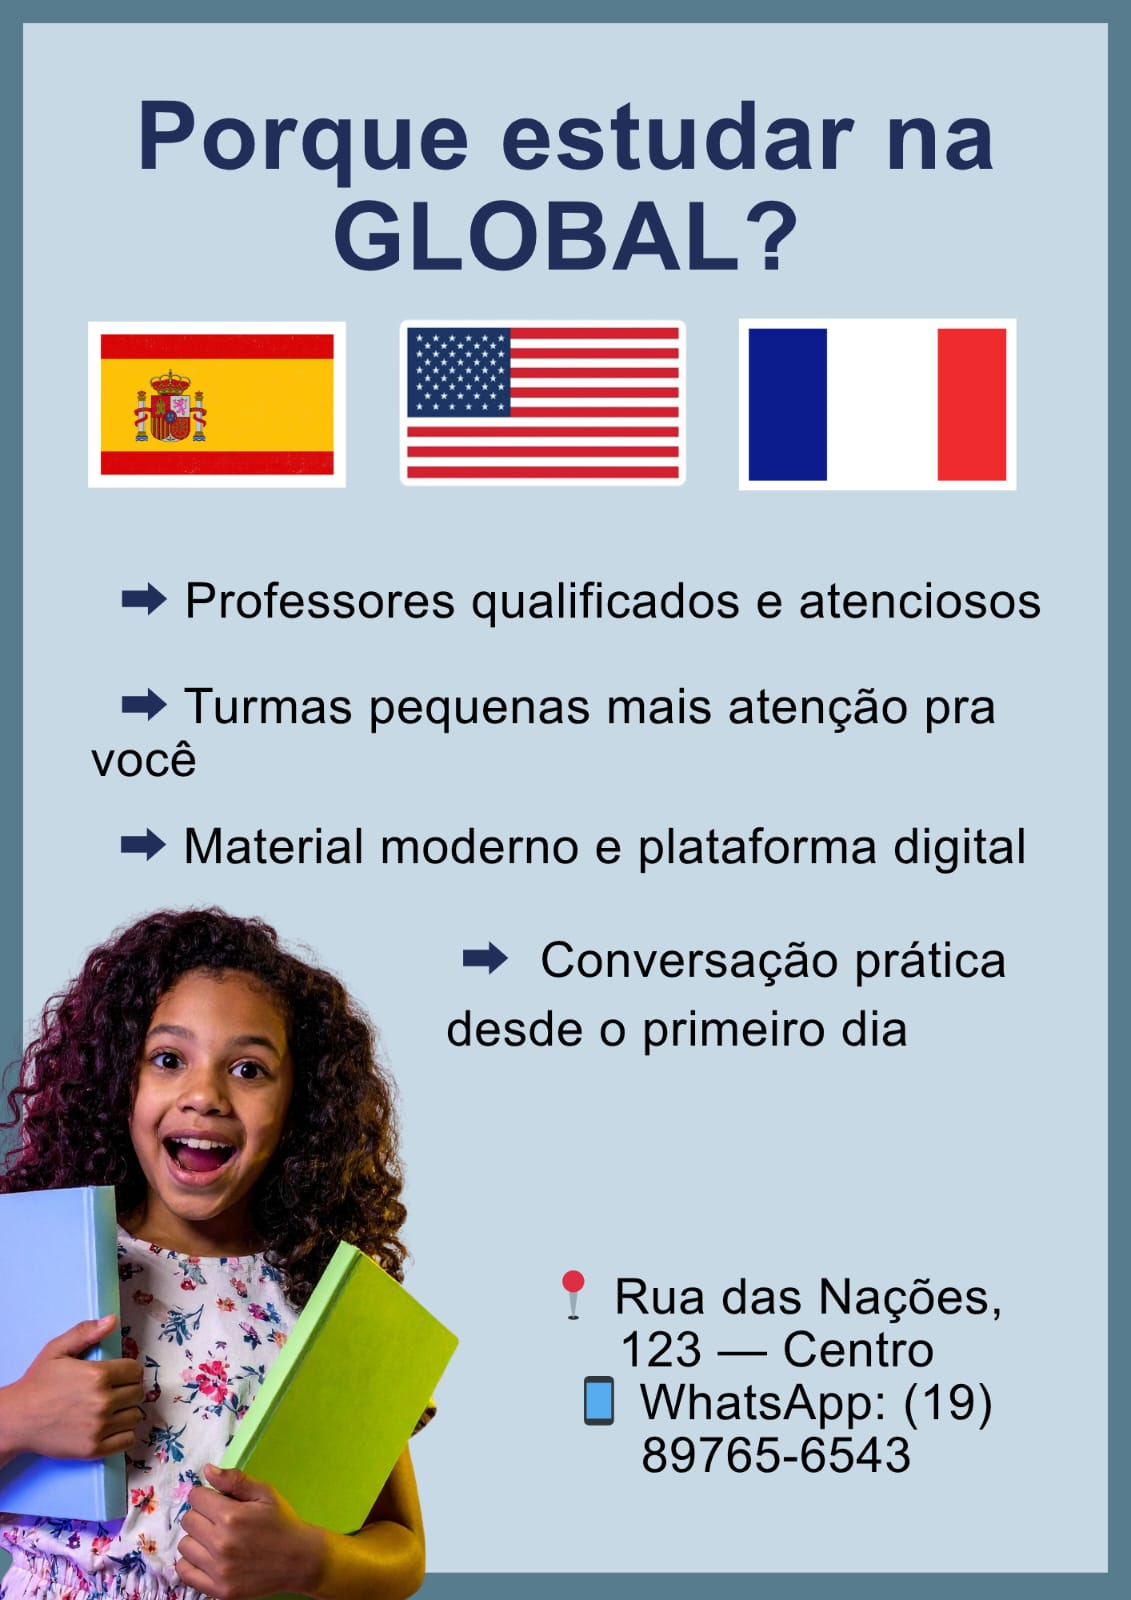 Porque estudar na
GLOBAL?
➡ Professores qualificados e atenciosos
➡ Turmas pequenas mais atenção pra
você
➡ Material moderno e plataforma digital
➡ Conversação prática
desde o primeiro dia
📍 Rua das Nações,
123 — Centro
📱 WhatsApp: (19)
89765-6543